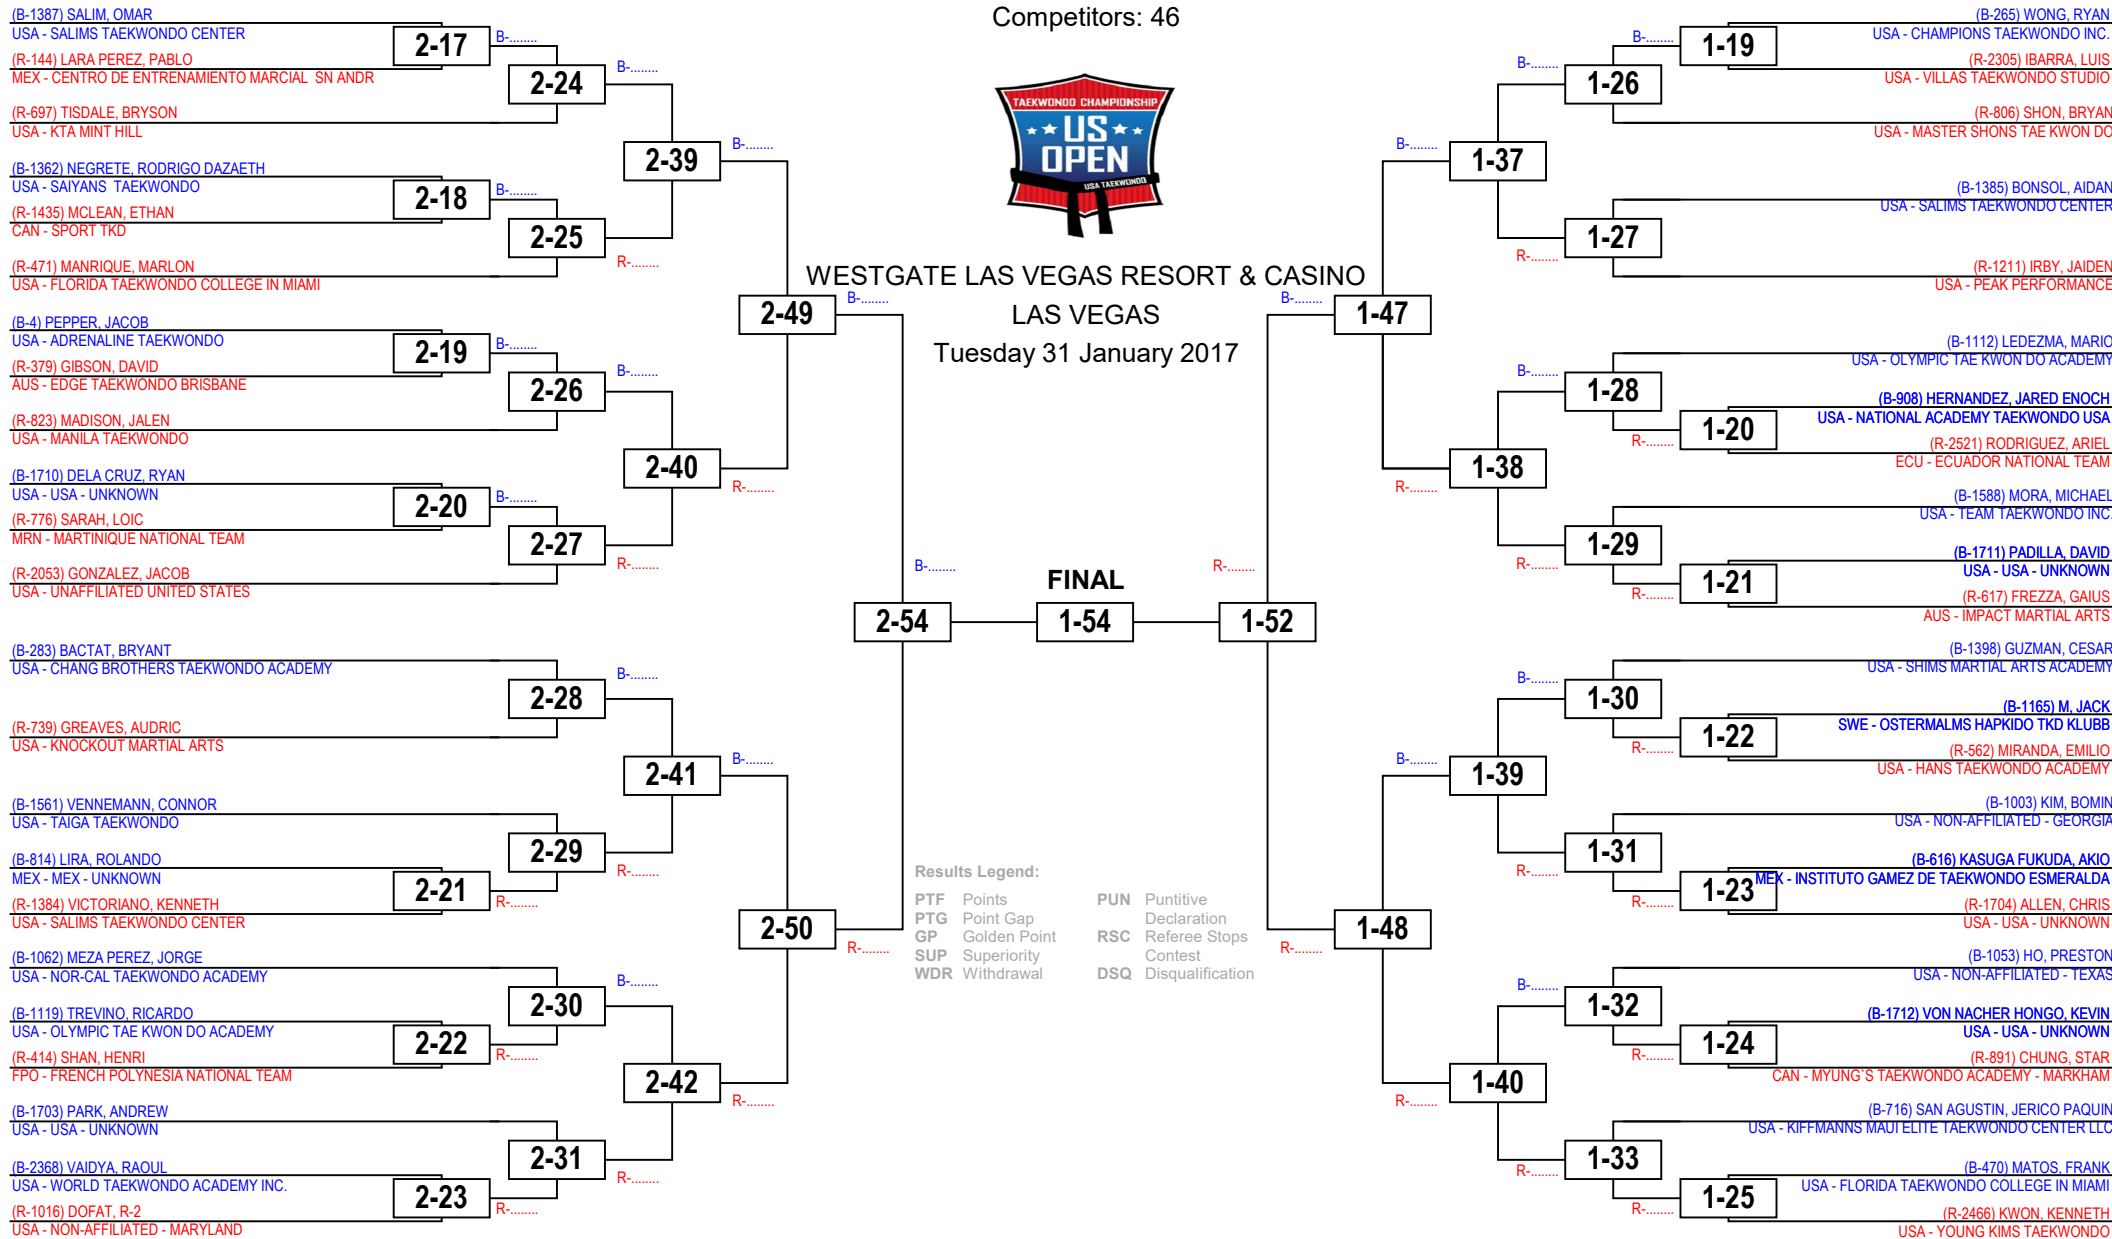 Competitors: 46
TAEKWONDO CHAMPIONSHIP
US
OPEN
USA TAEKWONDO
WESTGATE LAS VEGAS RESORT & CASINO
LAS VEGAS
Tuesday 31 January 2017
(B-1387) SALIM, OMAR
USA - SALIMS TAEKWONDO CENTER
2-17
B-........
(R-144) LARA PEREZ, PABLO
MEX - CENTRO DE ENTRENAMIENTO MARCIAL  SN ANDR
2-24
B-........
(R-697) TISDALE, BRYSON
USA - KTA MINT HILL
2-39
B-........
(B-1362) NEGRETE, RODRIGO DAZAETH
USA - SAIYANS  TAEKWONDO
2-18
B-........
(R-1435) MCLEAN, ETHAN
CAN - SPORT TKD
2-25
R-........
(R-471) MANRIQUE, MARLON
USA - FLORIDA TAEKWONDO COLLEGE IN MIAMI
2-49
B-........
(B-4) PEPPER, JACOB
USA - ADRENALINE TAEKWONDO
2-19
B-........
(R-379) GIBSON, DAVID
AUS - EDGE TAEKWONDO BRISBANE
2-26
B-........
(R-823) MADISON, JALEN
USA - MANILA TAEKWONDO
2-40
R-........
(B-1710) DELA CRUZ, RYAN
USA - USA - UNKNOWN
2-20
B-........
(R-776) SARAH, LOIC
MRN - MARTINIQUE NATIONAL TEAM
2-27
R-........
(R-2053) GONZALEZ, JACOB
USA - UNAFFILIATED UNITED STATES
B-........
2-54
FINAL
1-54
R-........
1-52
(B-283) BACTAT, BRYANT
USA - CHANG BROTHERS TAEKWONDO ACADEMY
2-28
B-........
(R-739) GREAVES, AUDRIC
USA - KNOCKOUT MARTIAL ARTS
2-41
B-........
(B-1561) VENNEMANN, CONNOR
USA - TAIGA TAEKWONDO
2-29
R-........
(B-814) LIRA, ROLANDO
MEX - MEX - UNKNOWN
2-21
R-........
(R-1384) VICTORIANO, KENNETH
USA - SALIMS TAEKWONDO CENTER
2-50
R-........
(B-1062) MEZA PEREZ, JORGE
USA - NOR-CAL TAEKWONDO ACADEMY
2-30
B-........
(B-1119) TREVINO, RICARDO
USA - OLYMPIC TAE KWON DO ACADEMY
2-22
R-........
(R-414) SHAN, HENRI
FPO - FRENCH POLYNESIA NATIONAL TEAM
2-42
R-........
(B-1703) PARK, ANDREW
USA - USA - UNKNOWN
2-31
R-........
(B-2368) VAIDYA, RAOUL
USA - WORLD TAEKWONDO ACADEMY INC.
2-23
R-........
(R-1016) DOFAT, R-2
USA - NON-AFFILIATED - MARYLAND
Results Legend:
PTF Points
PTG Point Gap
GP Golden Point
SUP Superiority
WDR Withdrawal
PUN Puntitive
Declaration
RSC Referee Stops
Contest
DSQ Disqualification
(B-265) WONG, RYAN
USA - CHAMPIONS TAEKWONDO INC.
B-........
1-19
(R-2305) IBARRA, LUIS
USA - VILLAS TAEKWONDO STUDIO
B-........
1-26
(R-806) SHON, BRYAN
USA - MASTER SHONS TAE KWON DO
B-........
1-37
(B-1385) BONSOL, AIDAN
USA - SALIMS TAEKWONDO CENTER
1-27
R-........
(R-1211) IRBY, JAIDEN
USA - PEAK PERFORMANCE
B-........
1-47
(B-1112) LEDEZMA, MARIO
USA - OLYMPIC TAE KWON DO ACADEMY
B-........
1-28
(B-908) HERNANDEZ, JARED ENOCH
USA - NATIONAL ACADEMY TAEKWONDO USA
R-........
1-20
(R-2521) RODRIGUEZ, ARIEL
ECU - ECUADOR NATIONAL TEAM
1-38
R-........
(B-1588) MORA, MICHAEL
USA - TEAM TAEKWONDO INC.
1-29
R-........
(B-1711) PADILLA, DAVID
USA - USA - UNKNOWN
R-........
1-21
(R-617) FREZZA, GAIUS
AUS - IMPACT MARTIAL ARTS
(B-1398) GUZMAN, CESAR
USA - SHIMS MARTIAL ARTS ACADEMY
B-........
1-30
(B-1165) M, JACK
SWE - OSTERMALMS HAPKIDO TKD KLUBB
R-........
1-22
(R-562) MIRANDA, EMILIO
USA - HANS TAEKWONDO ACADEMY
B-........
1-39
(B-1003) KIM, BOMIN
USA - NON-AFFILIATED - GEORGIA
1-31
R-........
(B-616) KASUGA FUKUDA, AKIO
MEX - INSTITUTO GAMEZ DE TAEKWONDO ESMERALDA
R-........
1-23
(R-1704) ALLEN, CHRIS
USA - USA - UNKNOWN
1-48
R-........
(B-1053) HO, PRESTON
USA - NON-AFFILIATED - TEXAS
B-........
1-32
(B-1712) VON NACHER HONGO, KEVIN
USA - USA - UNKNOWN
R-........
1-24
(R-891) CHUNG, STAR
CAN - MYUNG`S TAEKWONDO ACADEMY - MARKHAM
1-40
R-........
(B-716) SAN AGUSTIN, JERICO PAQUIN
USA - KIFFMANNS MAUI ELITE TAEKWONDO CENTER LLC
1-33
R-........
(B-470) MATOS, FRANK
USA - FLORIDA TAEKWONDO COLLEGE IN MIAMI
R-........
1-25
(R-2466) KWON, KENNETH
USA - YOUNG KIMS TAEKWONDO